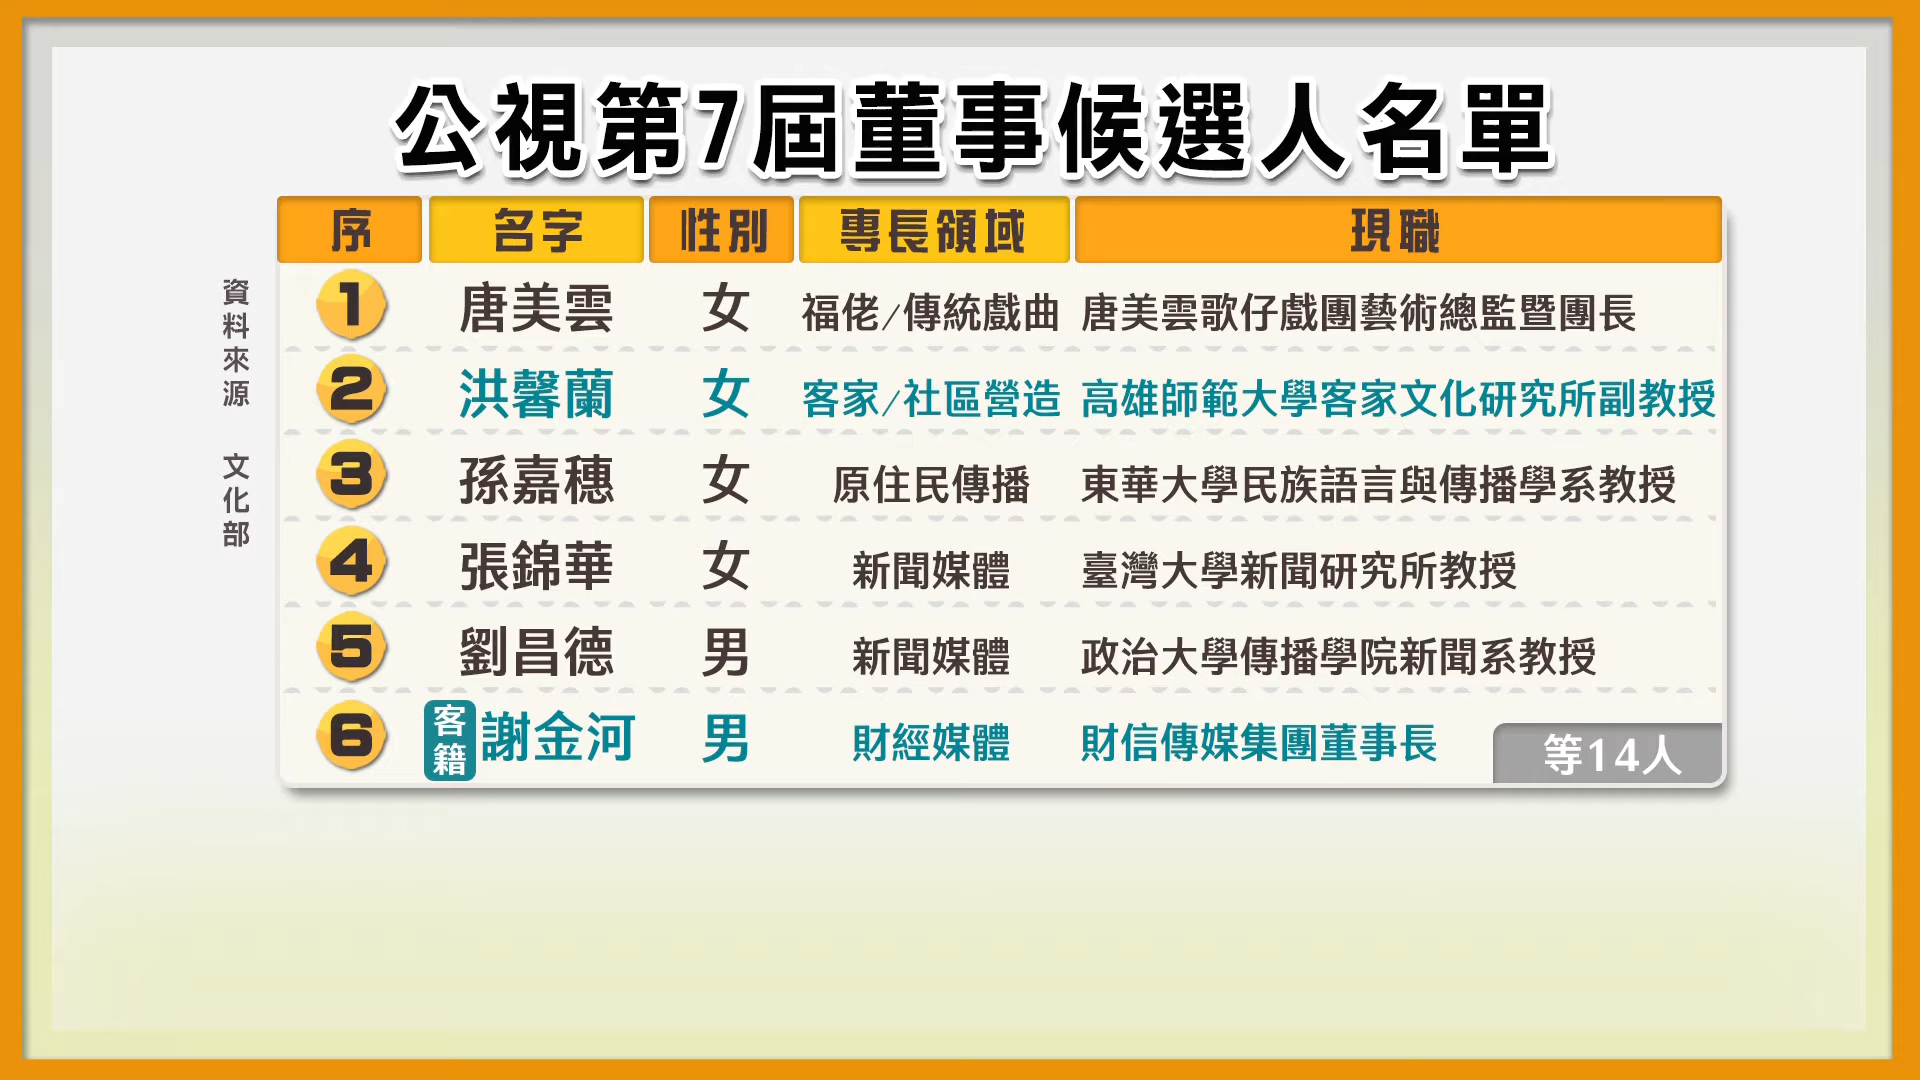 公視第7屆董事候選人名單
序 名字 性別 專長領域 現職
1 唐美雲 女 福佬/傳統戲曲 唐美雲歌仔戲團藝術總監暨團長
2 洪馨蘭 女 客家/社區營造 高雄師範大學客家文化研究所副教授
3 孫嘉穗 女 原住民傳播 東華大學民族語言與傳播學系教授
4 張錦華 女 新聞媒體 臺灣大學新聞研究所教授
5 劉昌德 男 新聞媒體 政治大學傳播學院新聞系教授
6 客籍 謝金河 男 財經媒體 財信傳媒集團董事長
等14人
資料來源 文化部